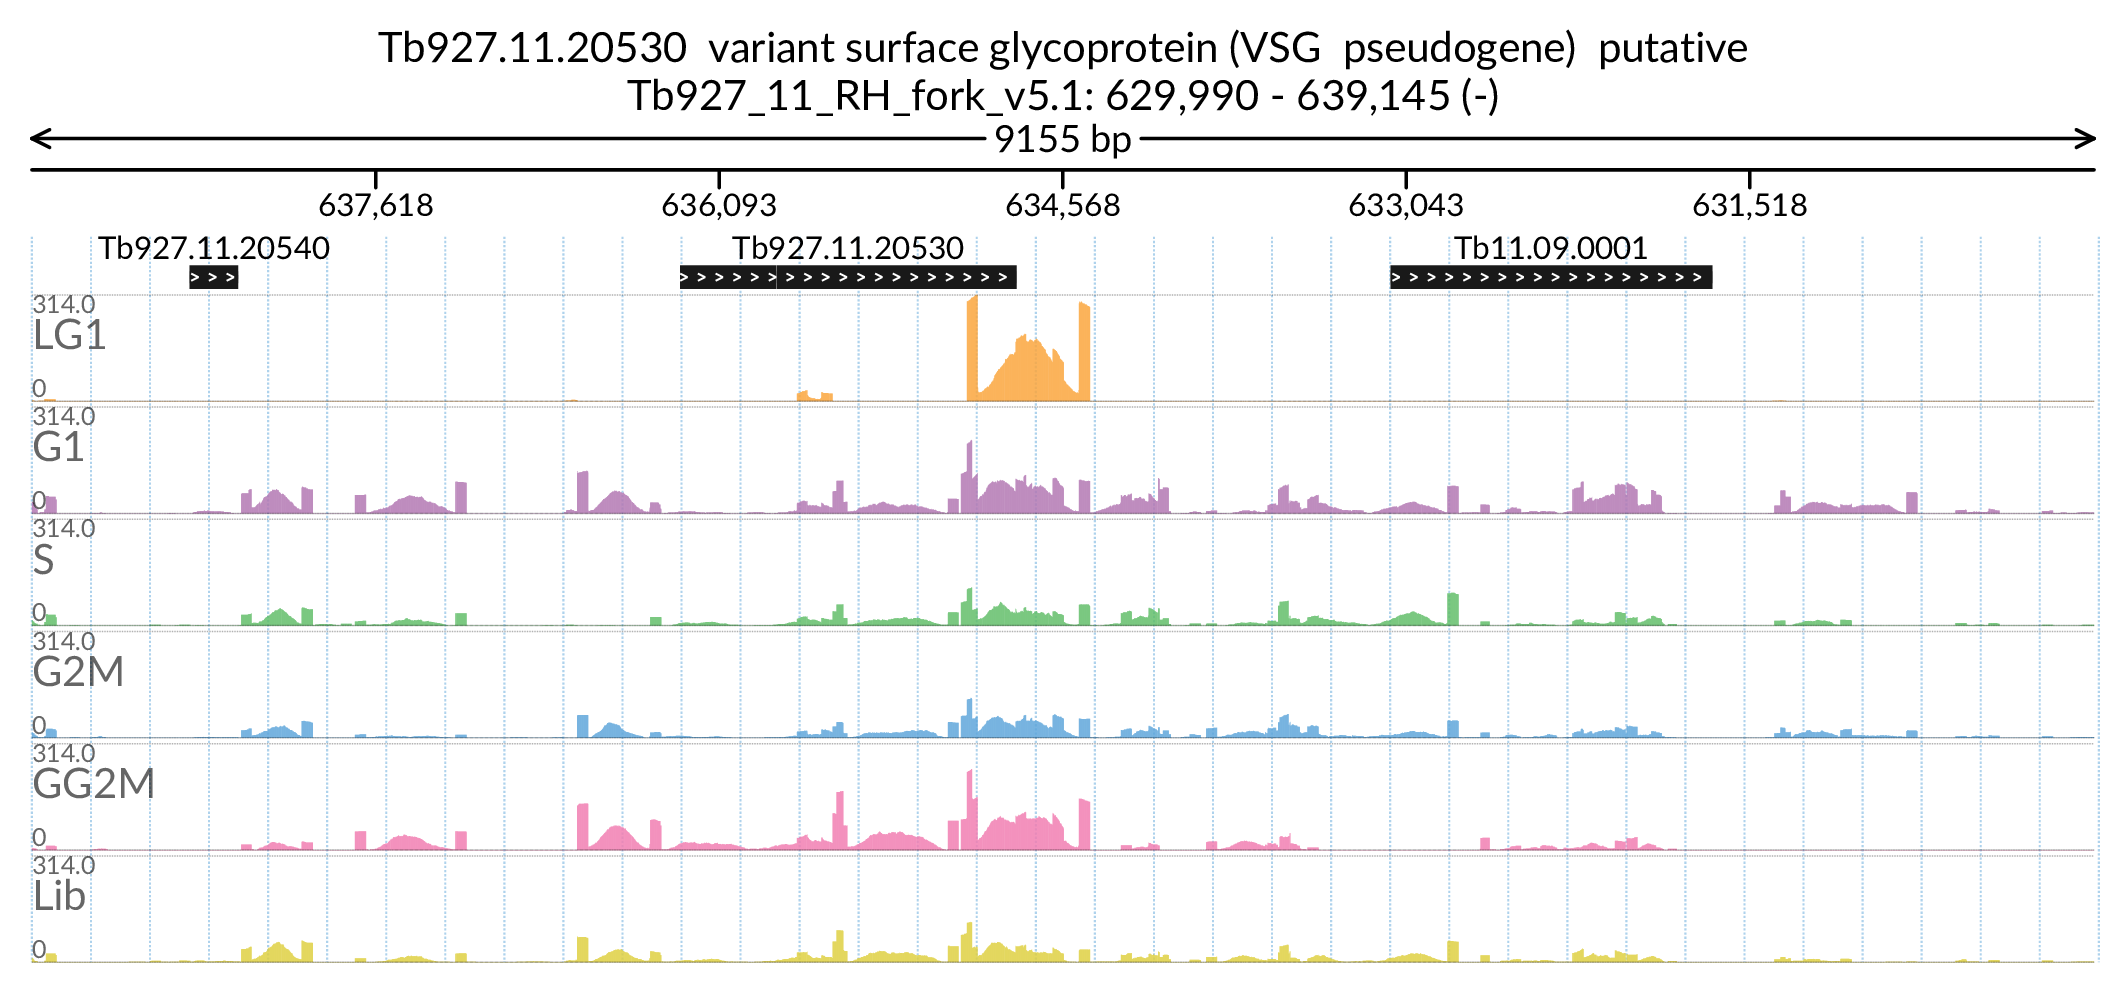 Tb927.11.20530 variant surface glycoprotein (VSG pseudogene) putative
Tb927_11_RH_fork_v5.1: 629,990 - 639,145 (-)
9155 bp
637,618 636,093 634,568 633,043 631,518
Tb927.11.20540 Tb927.11.20530 Tb11.09.0001
314.0
LG1
0
314.0
G1
0
314.0
S
0
314.0
G2M
0
314.0
GG2M
0
314.0
Lib
0